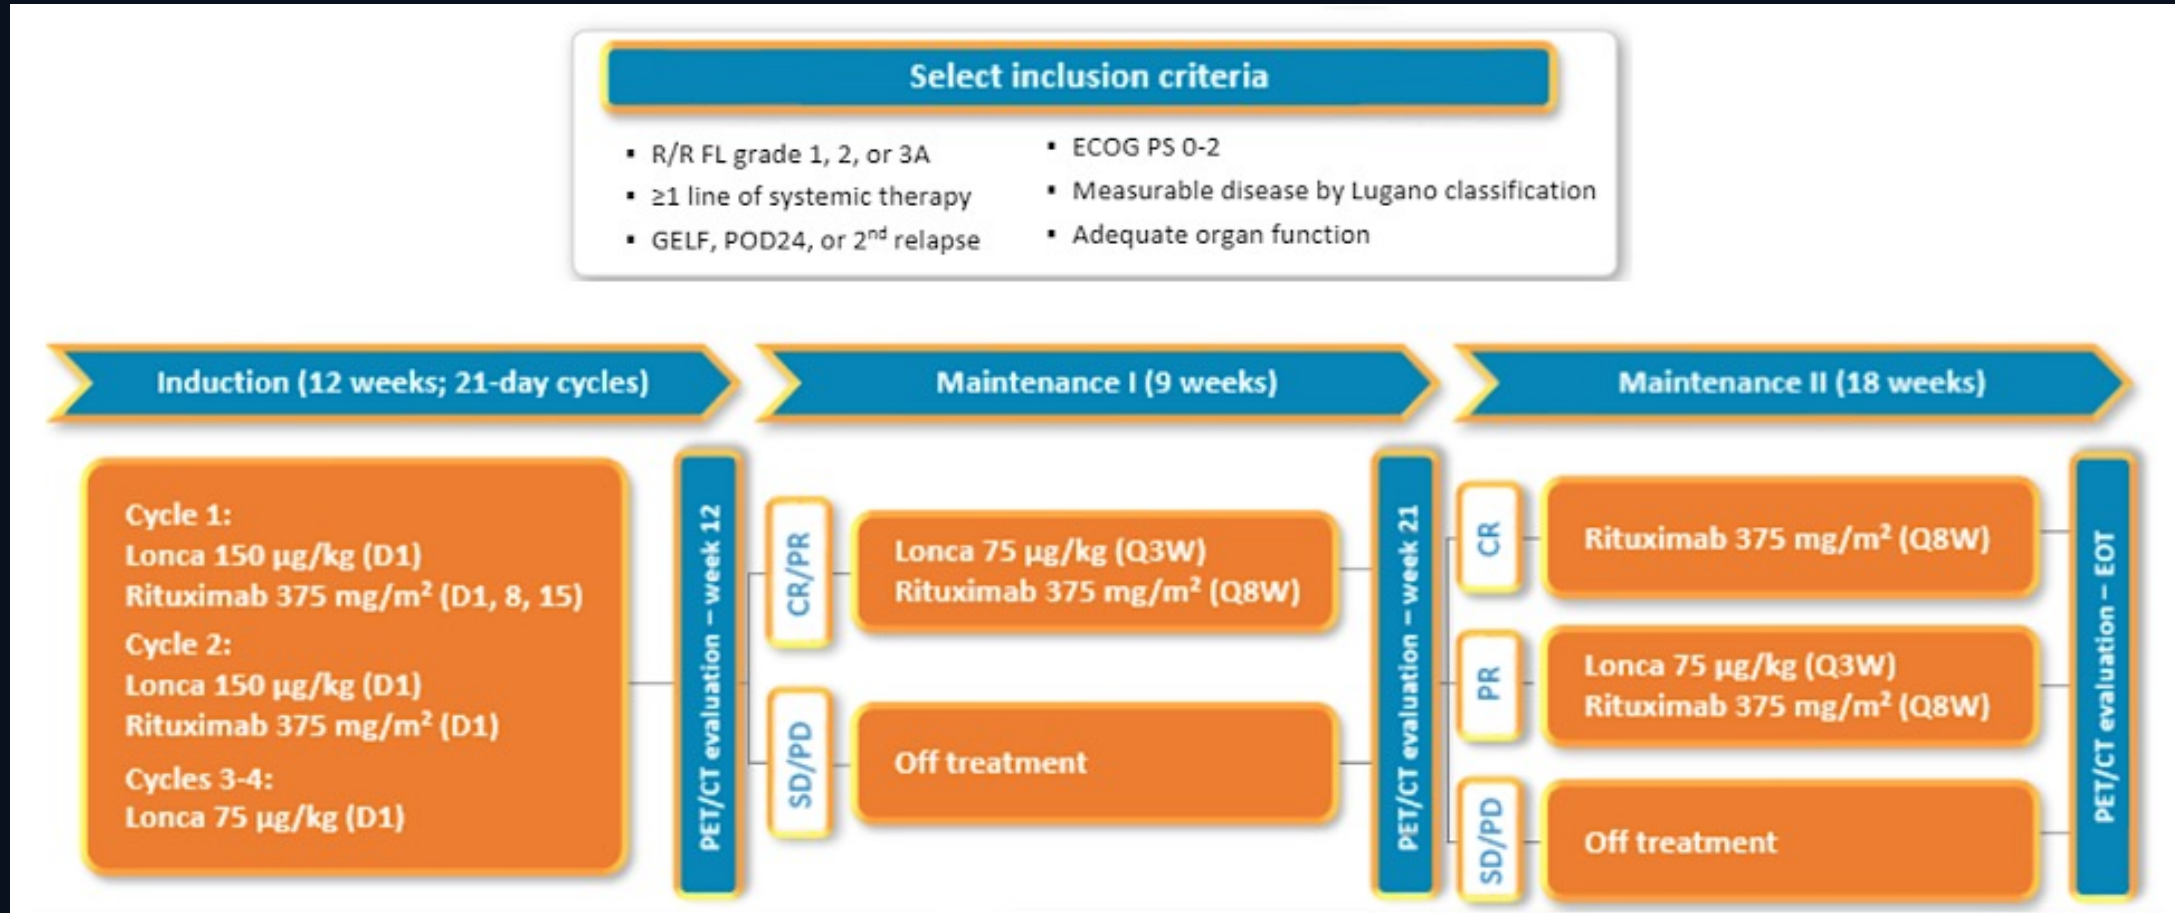 Select inclusion criteria
▪ R/R FL grade 1, 2, or 3A
▪ ≥1 line of systemic therapy
▪ GELF, POD24, or 2nd relapse
▪ ECOG PS 0-2
▪ Measurable disease by Lugano classification
▪ Adequate organ function
Induction (12 weeks; 21-day cycles)
Cycle 1:
Lonca 150 µg/kg (D1)
Rituximab 375 mg/m² (D1, 8, 15)
Cycle 2:
Lonca 150 µg/kg (D1)
Rituximab 375 mg/m² (D1)
Cycles 3-4:
Lonca 75 µg/kg (D1)
PET/CT evaluation – week 12
Maintenance I (9 weeks)
CR/PR
Lonca 75 µg/kg (Q3W)
Rituximab 375 mg/m² (Q8W)
SD/PD
Off treatment
PET/CT evaluation – week 21
Maintenance II (18 weeks)
CR
Rituximab 375 mg/m² (Q8W)
PR
Lonca 75 µg/kg (Q3W)
Rituximab 375 mg/m² (Q8W)
SD/PD
Off treatment
PET/CT evaluation – EOT